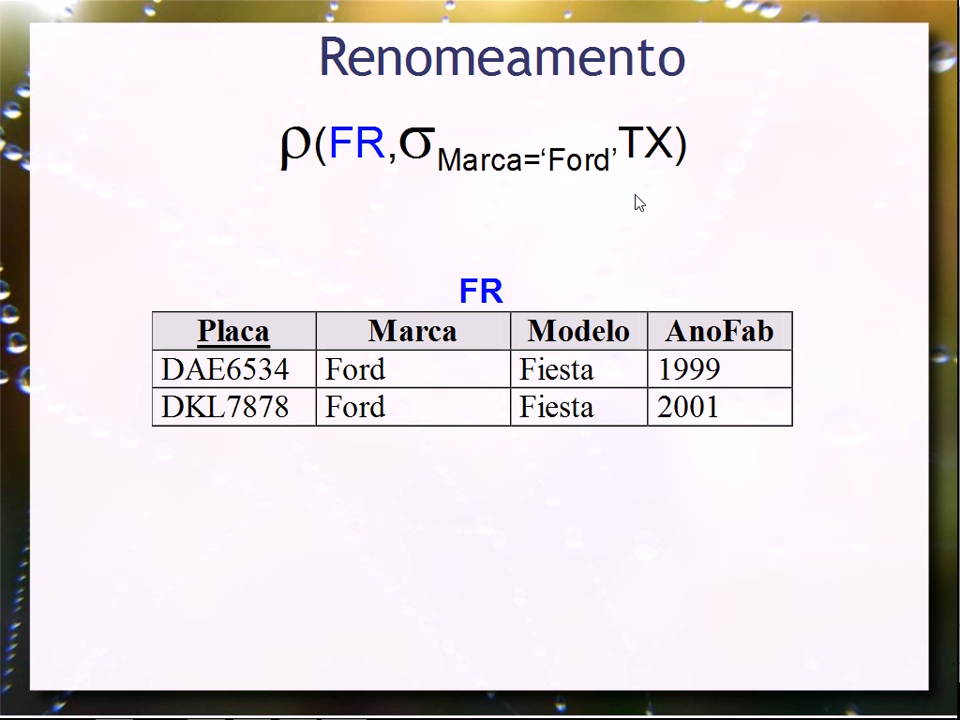 Renomeamento
ρ(FR,σMarca=‘Ford’TX)
FR
Placa Marca Modelo AnoFab
DAE6534 Ford Fiesta 1999
DKL7878 Ford Fiesta 2001